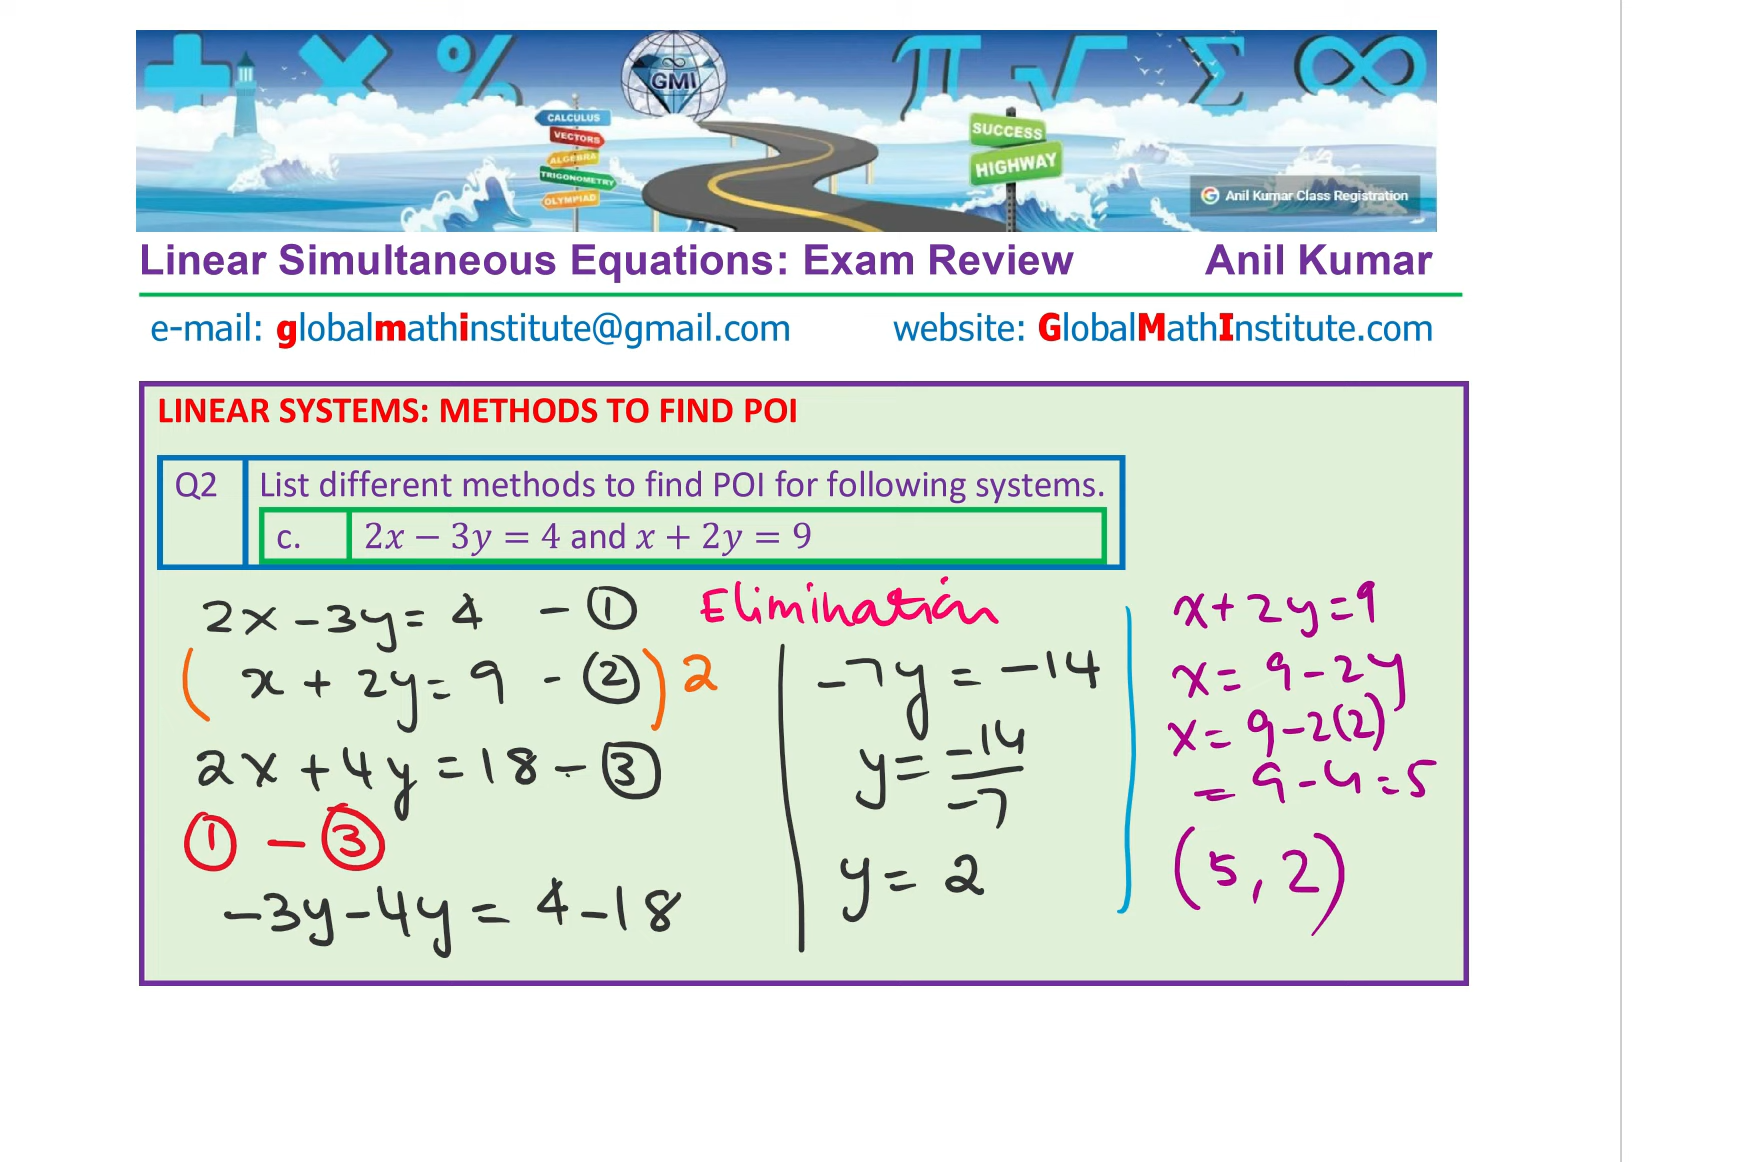 GMI
CALCULUS
VECTORS
ALGEBRA
TRIGONOMETRY
OLYMPIAD
SUCCESS
HIGHWAY
Anil Kumar Class Registration
Linear Simultaneous Equations: Exam Review Anil Kumar
e-mail: globalmathinstitute@gmail.com website: GlobalMathInstitute.com
LINEAR SYSTEMS: METHODS TO FIND POI
Q2 List different methods to find POI for following systems.
c. 2x − 3y = 4 and x + 2y = 9
2x - 3y = 4 - ①
(x + 2y = 9 - ②) 2
2x + 4y = 18 - ③
① - ③
-3y - 4y = 4 - 18
Elimination
-7y = -14
y = -14/-7
y = 2
x + 2y = 9
x = 9 - 2y
x = 9 - 2(2)
= 9 - 4 = 5
(5, 2)